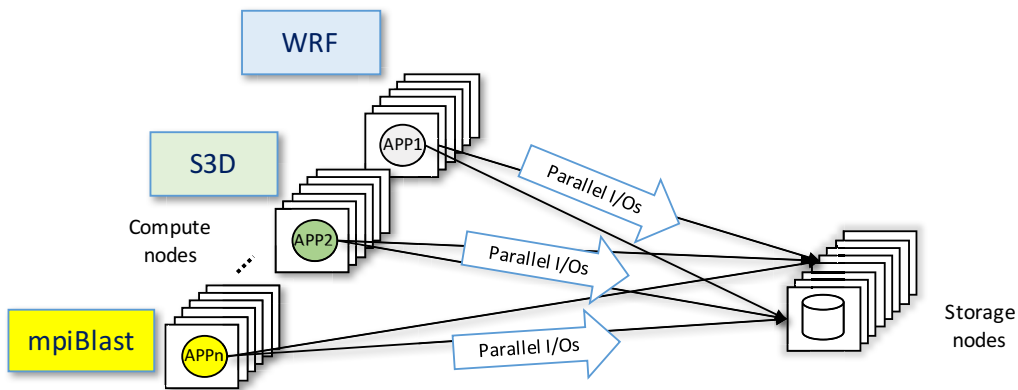 WRF
APP1
S3D
Parallel I/Os
Compute
nodes
APP2
Parallel I/Os
Storage
nodes
mpiBlast
APPn
Parallel I/Os